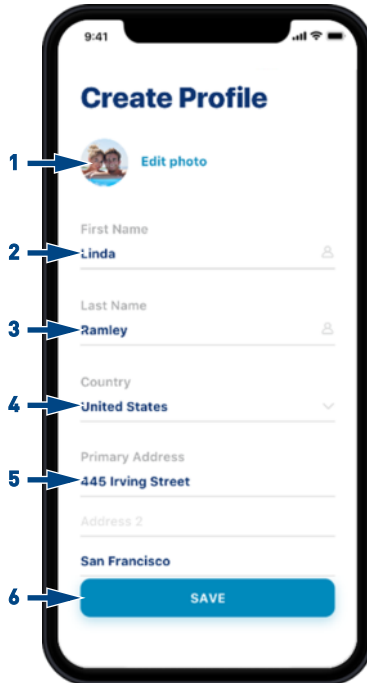 9:41
Create Profile
1
Edit photo
First Name
2
Linda
Last Name
3
Ramley
Country
4
United States
Primary Address
5
445 Irving Street
Address 2
San Francisco
6
SAVE